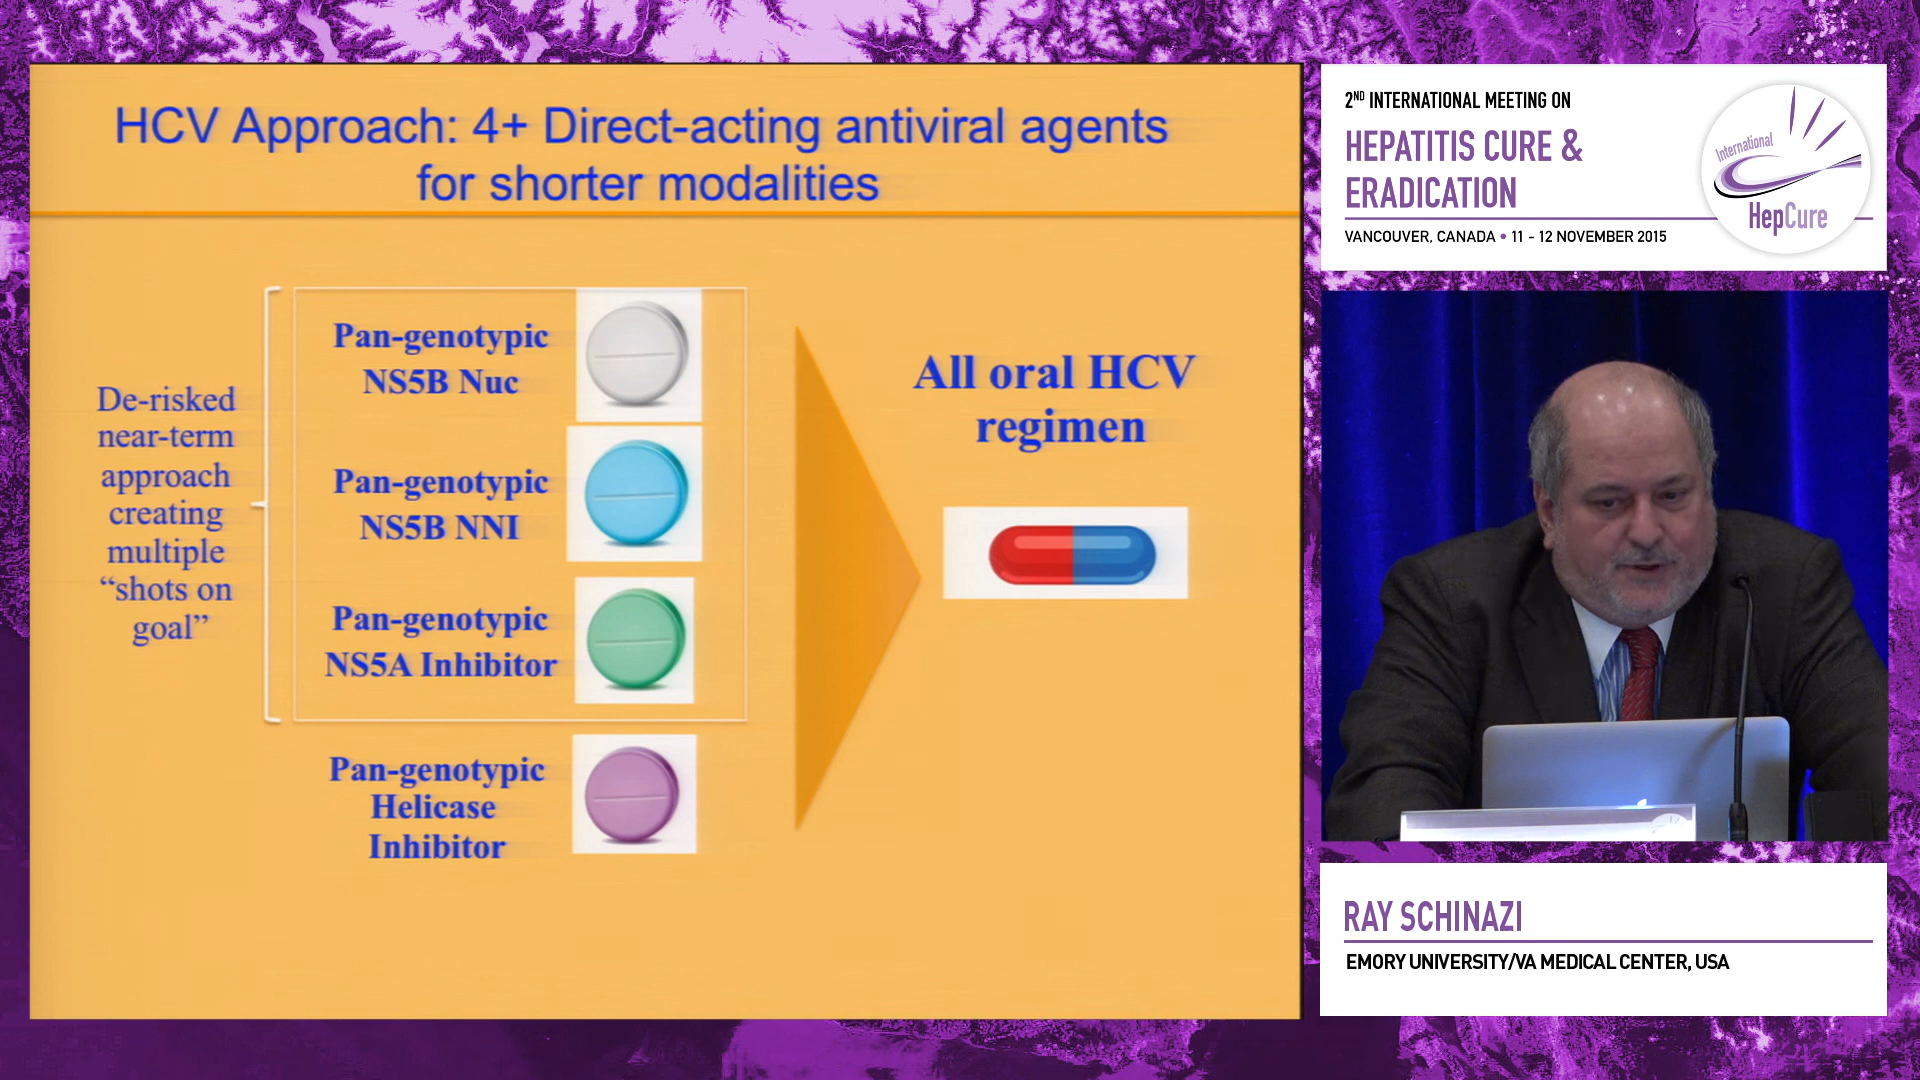 HCV Approach: 4+ Direct-acting antiviral agents
for shorter modalities
De-risked
near-term
approach
creating
multiple
“shots on
goal”
Pan-genotypic
NS5B Nuc
Pan-genotypic
NS5B NNI
Pan-genotypic
NS5A Inhibitor
Pan-genotypic
Helicase
Inhibitor
All oral HCV
regimen
2ND INTERNATIONAL MEETING ON
HEPATITIS CURE &
ERADICATION
VANCOUVER, CANADA • 11 - 12 NOVEMBER 2015
International
HepCure
RAY SCHINAZI
EMORY UNIVERSITY/VA MEDICAL CENTER, USA